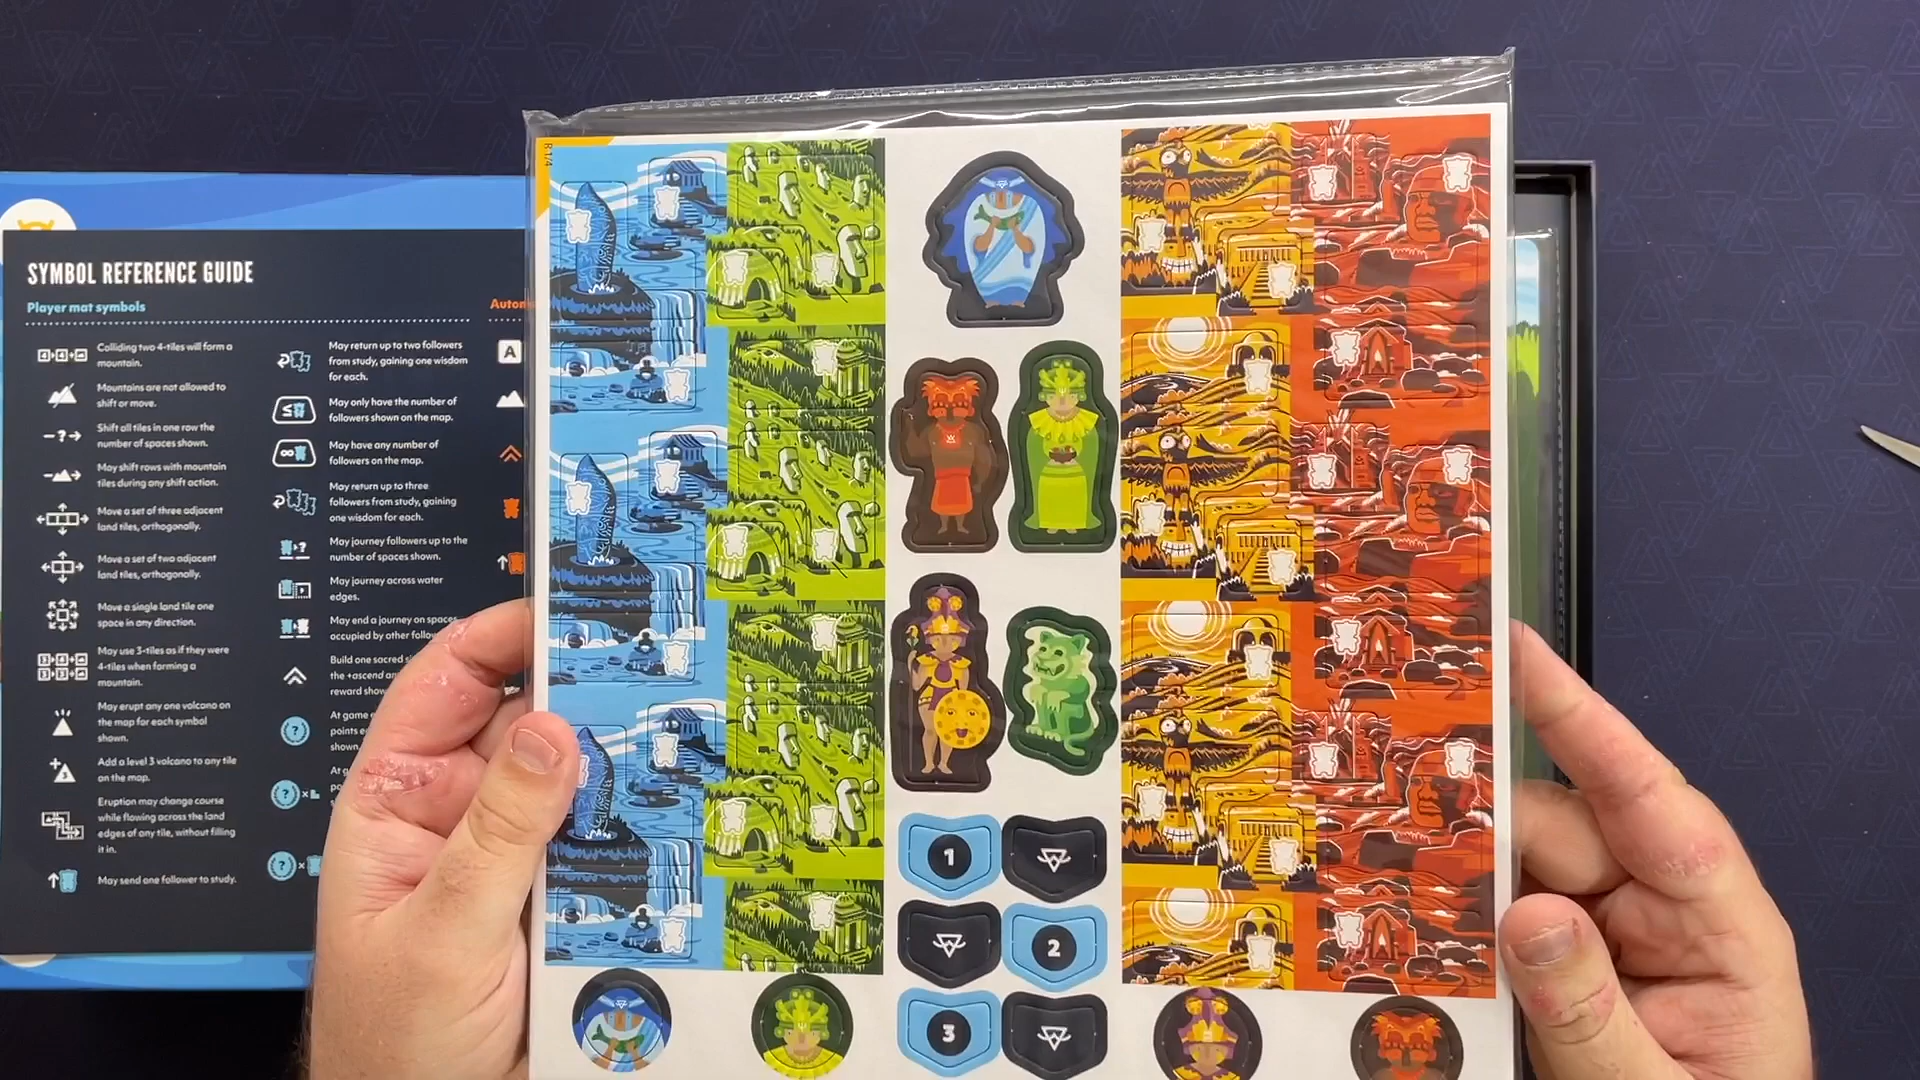 SYMBOL REFERENCE GUIDE
Player mat symbols
Colliding two 4-tiles will form a
mountain.
Mountains are not allowed to
shift or move.
Shift all tiles in one row the
number of spaces shown.
May shift rows with mountain
tiles during any shift action.
Move a set of three adjacent
land tiles, orthogonally.
Move a set of two adjacent
land tiles, orthogonally.
Move a single land tile one
space in any direction.
May use 3-tiles as if they were
4-tiles when forming a
mountain.
May erupt any one volcano on
the map for each symbol
shown.
Add a level 3 volcano to any tile
on the map.
Eruption may change course
while flowing across the land
edges of any tile, without filling
it in.
May send one follower to study.
May return up to two followers
from study, gaining one wisdom
for each.
May only have the number of
followers shown on the map.
May have any number of
followers on the map.
May return up to three
followers from study, gaining
one wisdom for each.
May journey followers up to the
number of spaces shown.
May journey across water
edges.
May end a journey on spaces
occupied by other
Build one sacred
the +ascend
reward
At game
points
shown.
A
R1/4
1
2
3